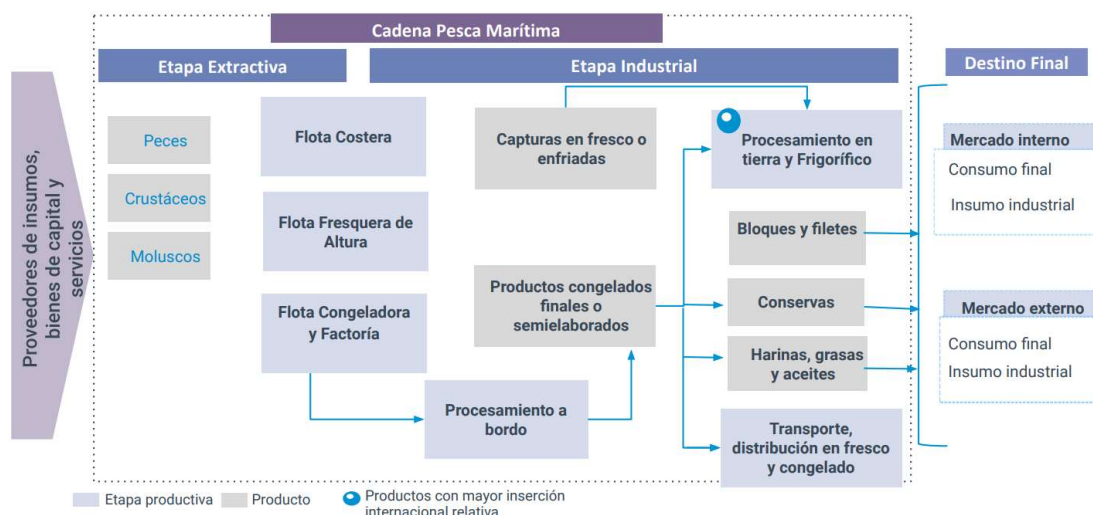 Cadena Pesca Marítima
Etapa Extractiva
Etapa Industrial
Destino Final
Proveedores de insumos,
bienes de capital y
servicios
Peces
Crustáceos
Moluscos
Flota Costera
Flota Fresquera de
Altura
Flota Congeladora
y Factoría
Procesamiento a
bordo
Capturas en fresco o
enfriadas
Productos congelados
finales o
semielaborados
Procesamiento en
tierra y Frigorífico
Bloques y filetes
Conservas
Harinas, grasas
y aceites
Transporte,
distribución en fresco
y congelado
Mercado interno
Consumo final
Insumo industrial
Mercado externo
Consumo final
Insumo industrial
Etapa productiva
Producto
Productos con mayor inserción
internacional relativa.